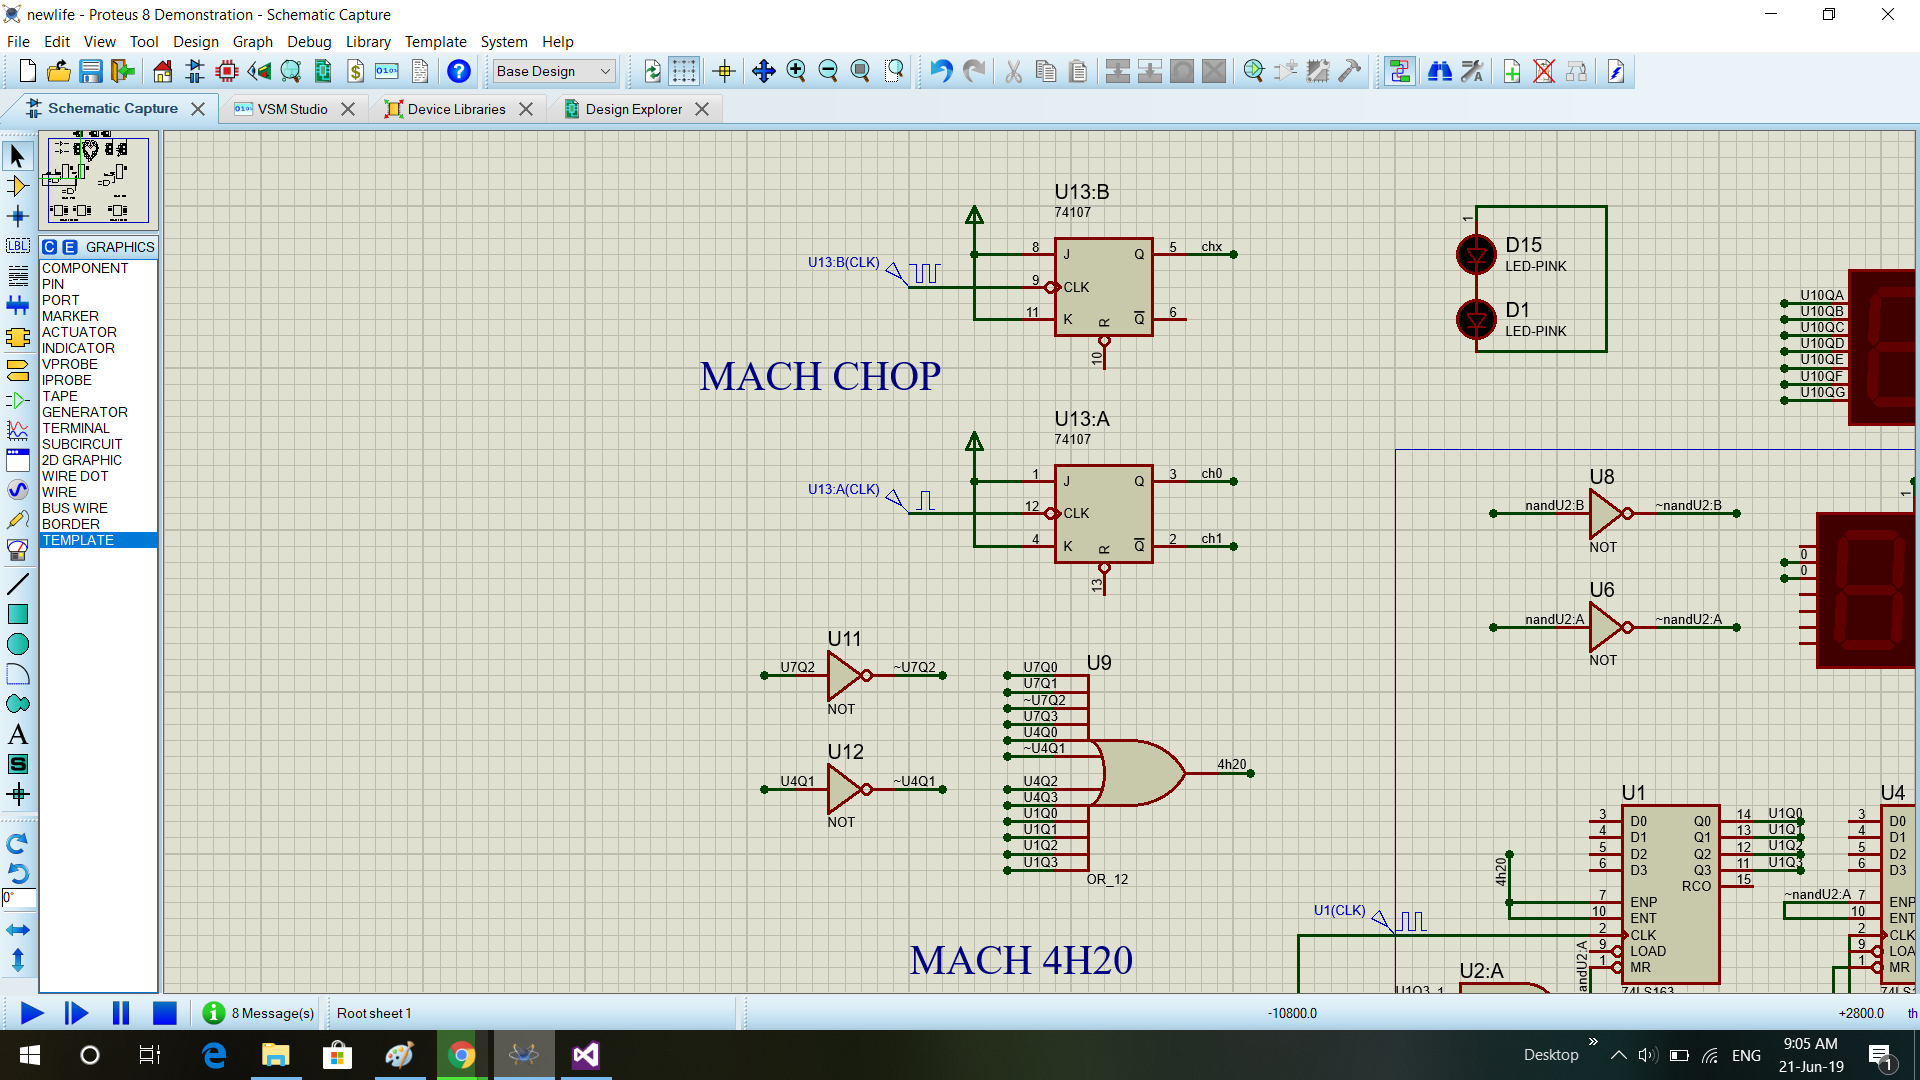 newlife - Proteus 8 Demonstration - Schematic Capture
File Edit View Tool Design Graph Debug Library Template System Help
Base Design
Schematic Capture
VSM Studio
Device Libraries
Design Explorer
C E GRAPHICS
COMPONENT
PIN
PORT
MARKER
ACTUATOR
INDICATOR
VPROBE
IPROBE
TAPE
GENERATOR
TERMINAL
SUBCIRCUIT
2D GRAPHIC
WIRE DOT
WIRE
BUS WIRE
BORDER
TEMPLATE
LBL
A
S
0°
U13:B
74107
U13:B(CLK)
8 J Q 5 chx
9 CLK
11 K R Q 6
10
MACH CHOP
U13:A
74107
U13:A(CLK)
1 J Q 3 ch0
12 CLK
4 K R Q 2 ch1
13
1
D15
LED-PINK
D1
LED-PINK
U10QA
U10QB
U10QC
U10QD
U10QE
U10QF
U10QG
U8
nandU2:B ~nandU2:B
NOT
U6
nandU2:A ~nandU2:A
NOT
1
0
0
U11
U7Q2 ~U7Q2
NOT
U12
U4Q1 ~U4Q1
NOT
U9
U7Q0
U7Q1
~U7Q2
U7Q3
U4Q0
~U4Q1
U4Q2
U4Q3
U1Q0
U1Q1
U1Q2
U1Q3
4h20
OR_12
MACH 4H20
U1
3 D0 Q0 14 U1Q0
4 D1 Q1 13 U1Q1
5 D2 Q2 12 U1Q2
6 D3 Q3 11 U1Q3
RCO 15
4h20
7 ENP
10 ENT
U1(CLK)
2 CLK
9 LOAD
1 MR
74LS163
U2:A
U1Q3 1
U4
3 D0
4 D1
5 D2
6 D3
~nandU2:A 7 ENP
10 ENT
2 CLK
9 LOA
1 MR
74LS1
8 Message(s)
Root sheet 1
-10800.0
+2800.0
th
Desktop
ENG
9:05 AM
21-Jun-19
1